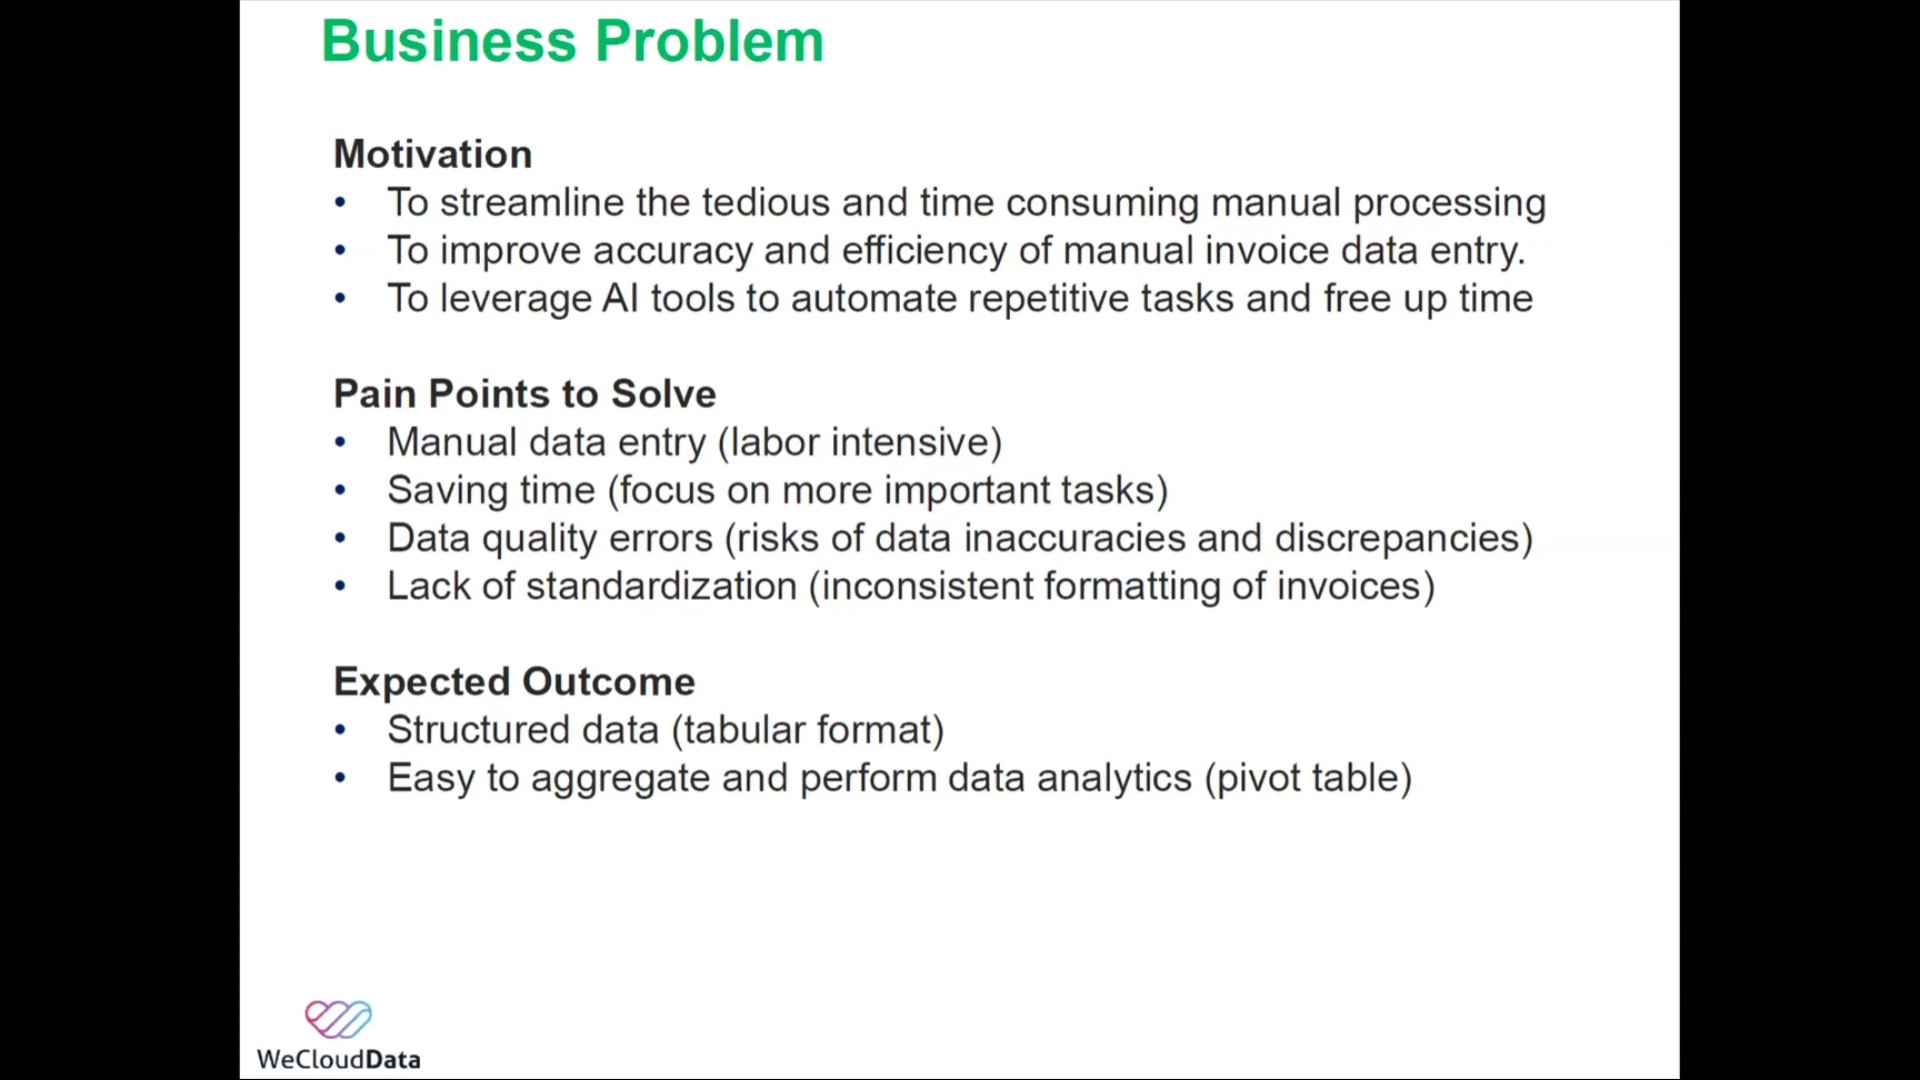 Business Problem
Motivation
• To streamline the tedious and time consuming manual processing
• To improve accuracy and efficiency of manual invoice data entry.
• To leverage AI tools to automate repetitive tasks and free up time
Pain Points to Solve
• Manual data entry (labor intensive)
• Saving time (focus on more important tasks)
• Data quality errors (risks of data inaccuracies and discrepancies)
• Lack of standardization (inconsistent formatting of invoices)
Expected Outcome
• Structured data (tabular format)
• Easy to aggregate and perform data analytics (pivot table)
WeCloudData